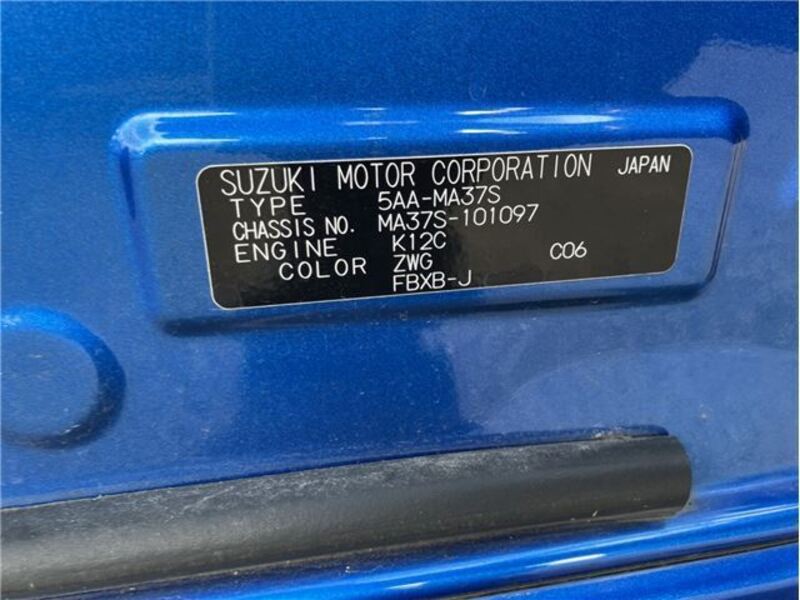 SUZUKI MOTOR CORPORATION JAPAN
TYPE 5AA-MA37S
CHASSIS NO. MA37S-101097
ENGINE K12C
COLOR ZWG C06
FBXB-J